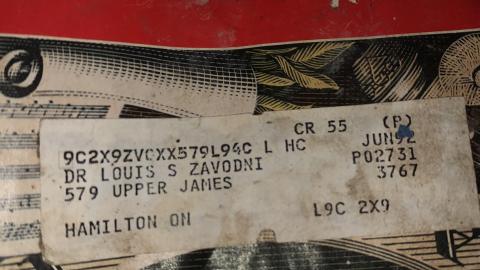 CR 55 (P)
9C2X9ZVCXX579L94C L HC JUN92
DR LOUIS S ZAVODNI P02731
579 UPPER JAMES 3767
HAMILTON ON L9C 2X9